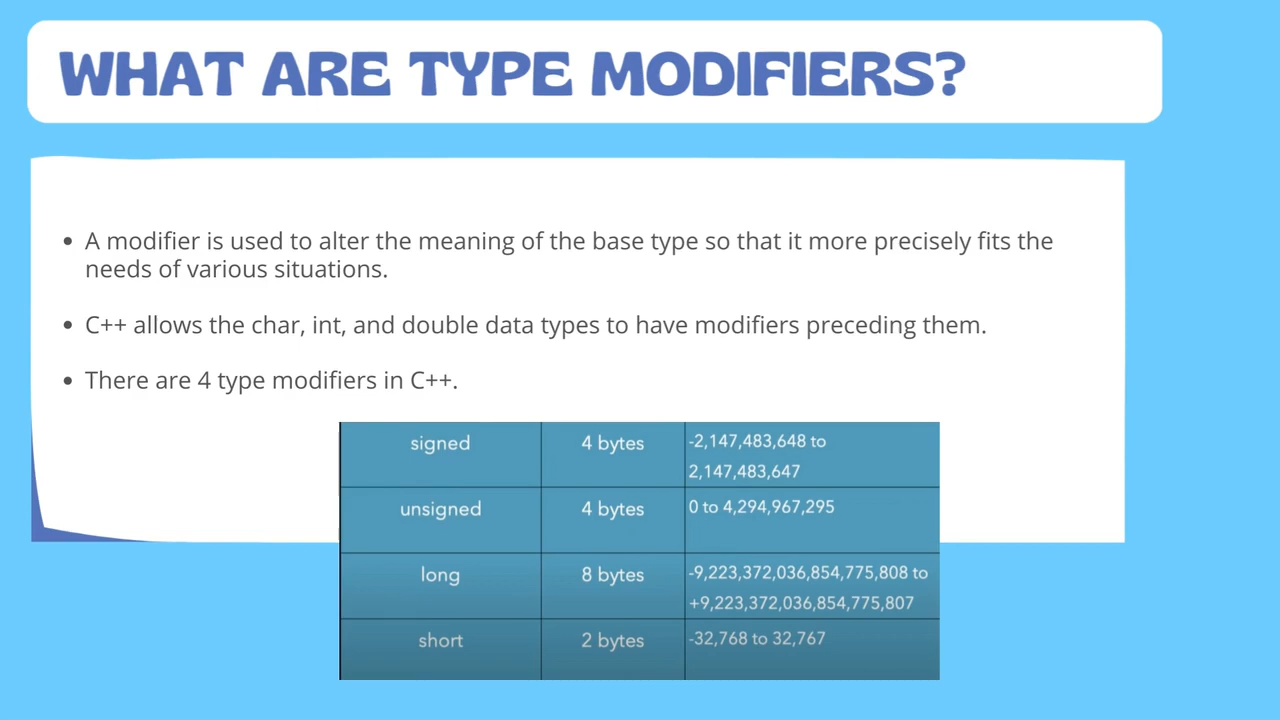 WHAT ARE TYPE MODIFIERS?
• A modifier is used to alter the meaning of the base type so that it more precisely fits the
needs of various situations.
• C++ allows the char, int, and double data types to have modifiers preceding them.
• There are 4 type modifiers in C++.
signed 4 bytes -2,147,483,648 to
2,147,483,647
unsigned 4 bytes 0 to 4,294,967,295
long 8 bytes -9,223,372,036,854,775,808 to
+9,223,372,036,854,775,807
short 2 bytes -32,768 to 32,767